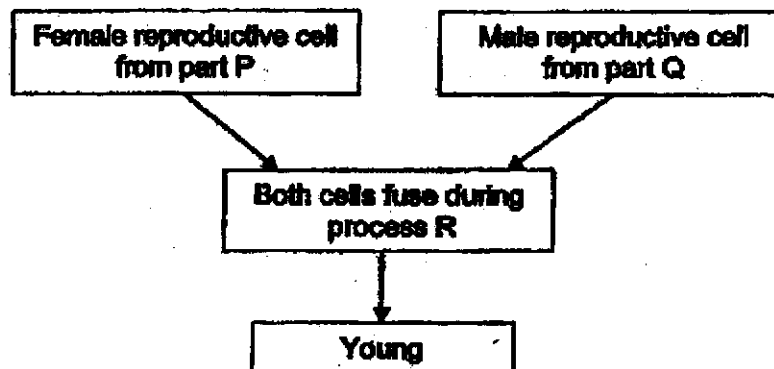 Female reproductive cell
from part P
Male reproductive cell
from part Q
Both cells fuse during
process R
Young